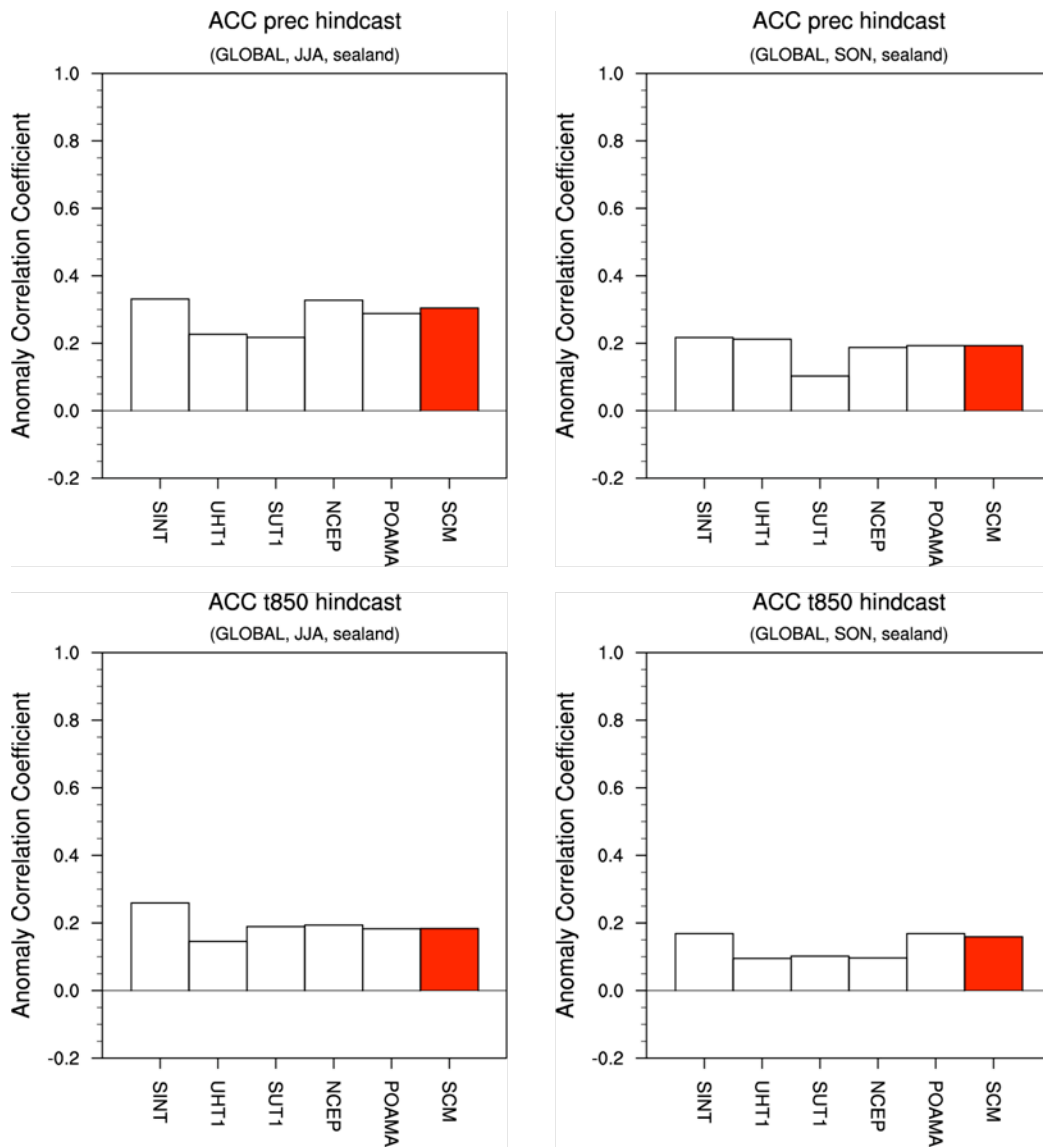 ACC prec hindcast
(GLOBAL, JJA, sealand)
Anomaly Correlation Coefficient
1.0
0.8
0.6
0.4
0.2
0.0
-0.2
SINT
UHT1
SUT1
NCEP
POAMA
SCM
ACC prec hindcast
(GLOBAL, SON, sealand)
Anomaly Correlation Coefficient
1.0
0.8
0.6
0.4
0.2
0.0
-0.2
SINT
UHT1
SUT1
NCEP
POAMA
SCM
ACC t850 hindcast
(GLOBAL, JJA, sealand)
Anomaly Correlation Coefficient
1.0
0.8
0.6
0.4
0.2
0.0
-0.2
SINT
UHT1
SUT1
NCEP
POAMA
SCM
ACC t850 hindcast
(GLOBAL, SON, sealand)
Anomaly Correlation Coefficient
1.0
0.8
0.6
0.4
0.2
0.0
-0.2
SINT
UHT1
SUT1
NCEP
POAMA
SCM